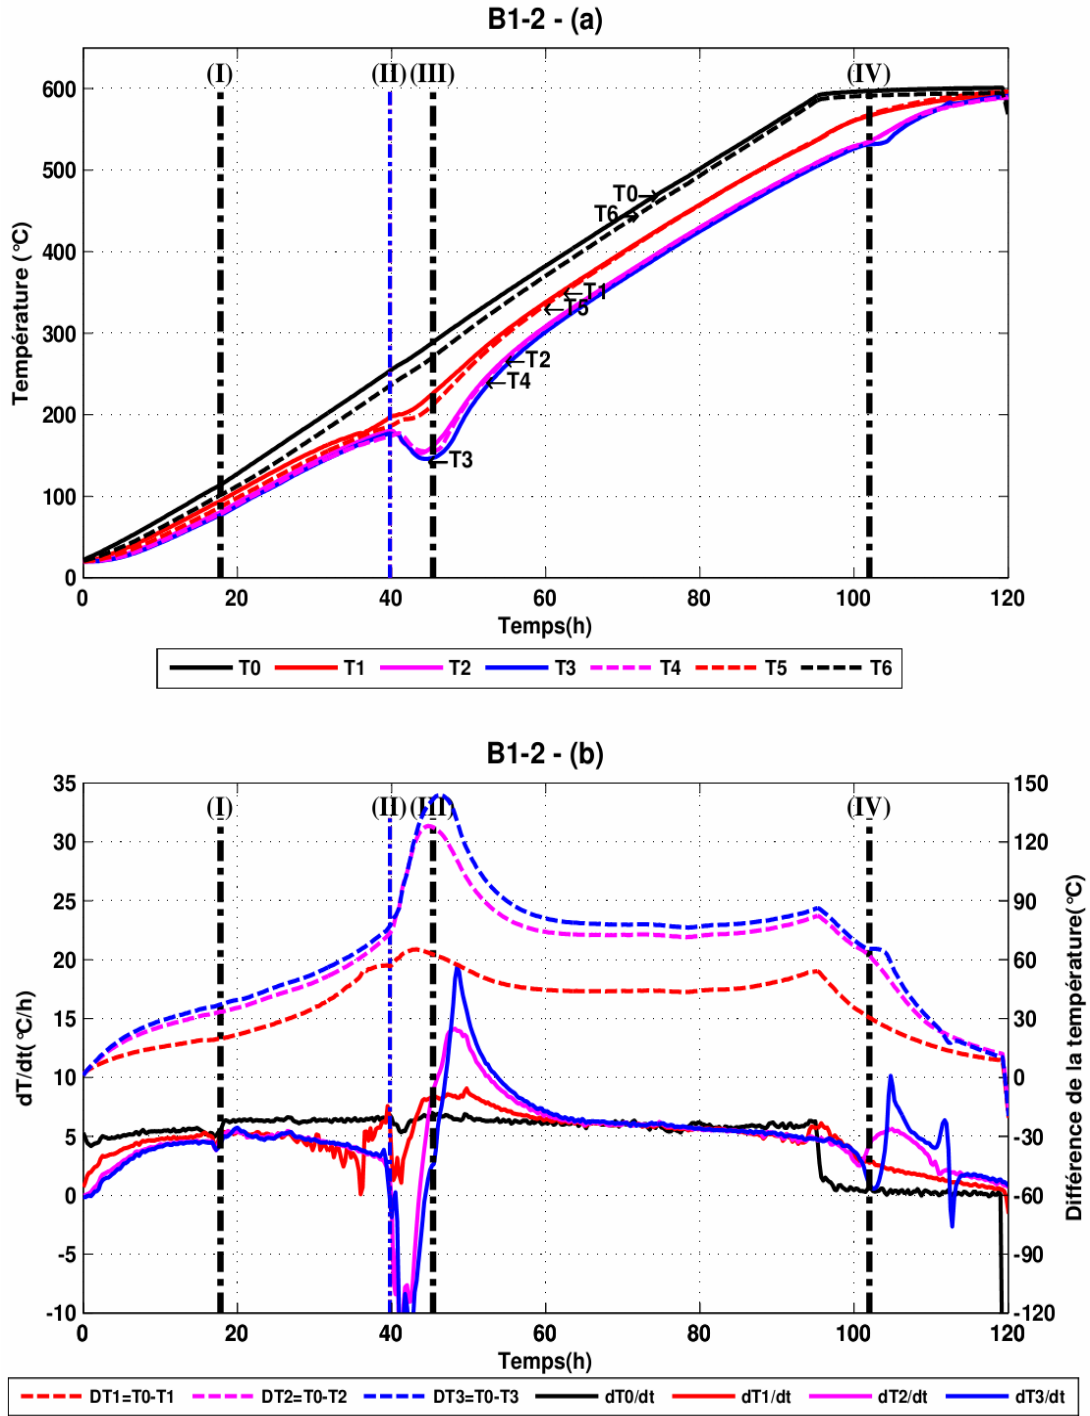 B1-2 - (a)
(I) (II) (III) (IV)
600
500
400
300
200
100
0
Température (°C)
T0
T6
T1
T5
T2
T4
T3
0 20 40 60 80 100 120
Temps(h)
T0 T1 T2 T3 T4 T5 T6
B1-2 - (b)
(I) (II) (III) (IV)
35 150
30 120
25 90
20 60
15 30
10 0
5 -30
0 -60
-5 -90
-10 -120
dT/dt( °C/h)
Différence de la température(°C)
0 20 40 60 80 100 120
Temps(h)
DT1=T0-T1 DT2=T0-T2 DT3=T0-T3 dT0/dt dT1/dt dT2/dt dT3/dt